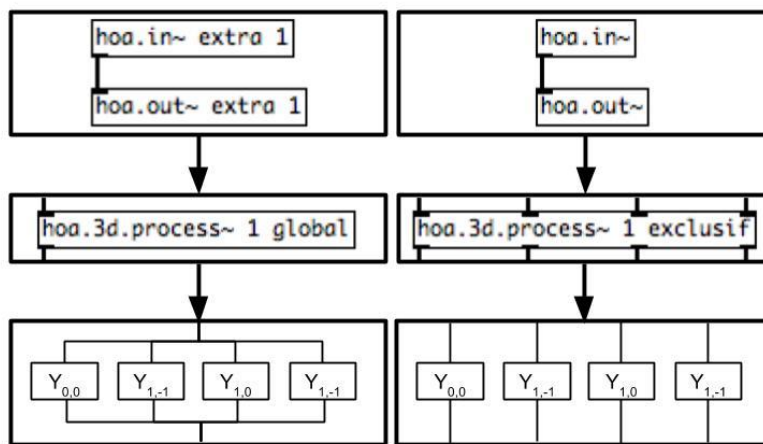 hoa.in~ extra 1 hoa.in~
hoa.out~ extra 1 hoa.out~
hoa.3d.process~ 1 global hoa.3d.process~ 1 exclusif
Y0,0 Y1,-1 Y1,0 Y1,-1 Y0,0 Y1,-1 Y1,0 Y1,-1